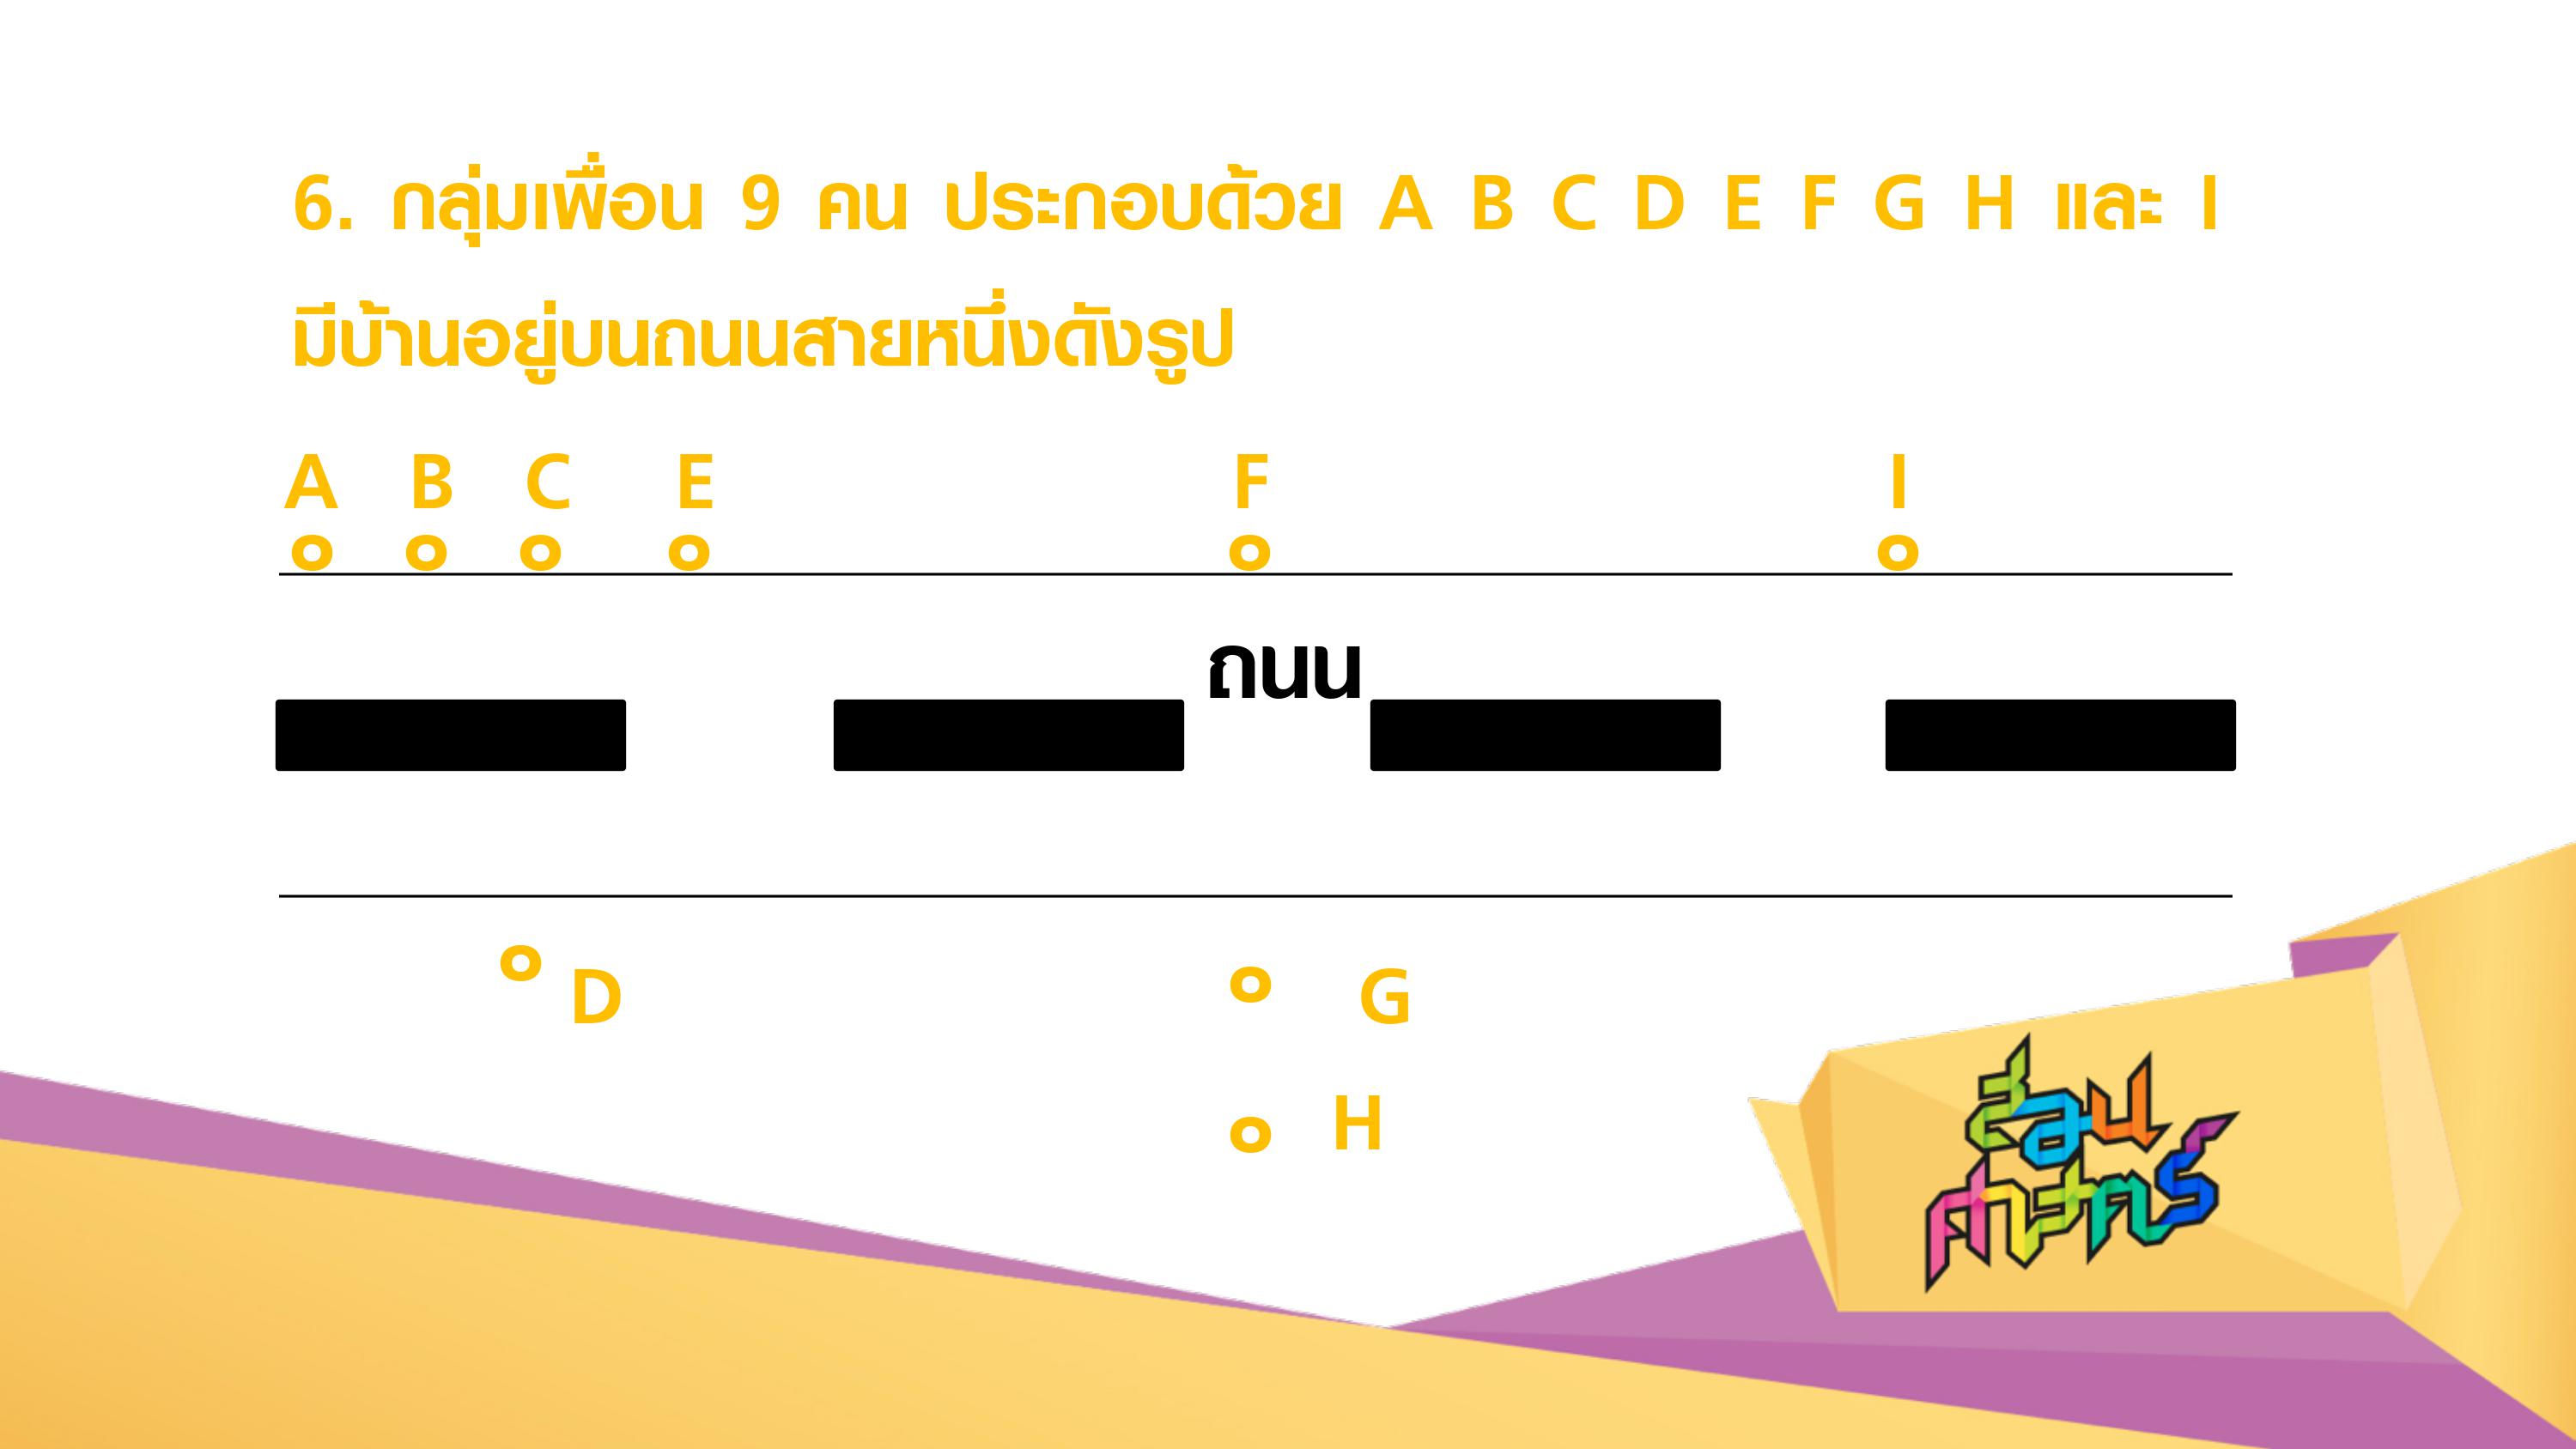 6. กลุ่มเพื่อน 9 คน ประกอบด้วย A B C D E F G H และ I
มีบ้านอยู่บนถนนสายหนึ่งดังรูป
A B C E F I
ถนน
D G
H
ส่อน
ศาสตร์